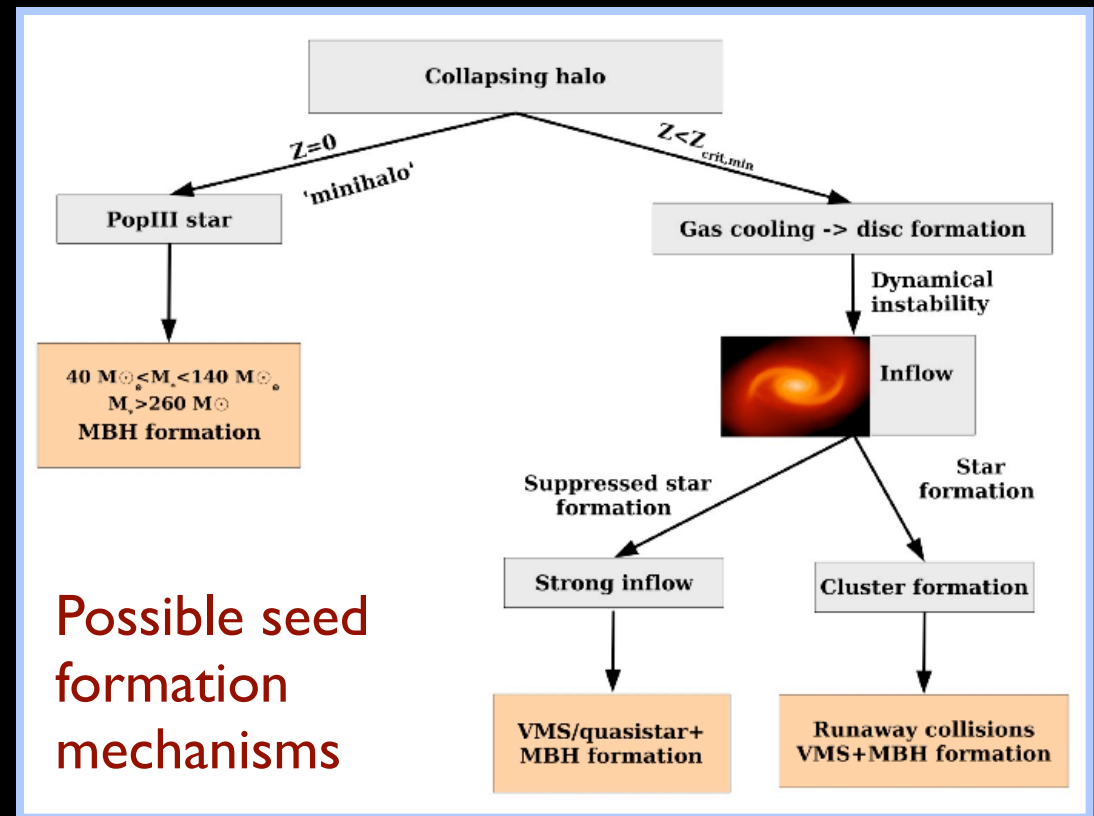 Collapsing halo
Z=0
'minihalo'
Z<Z_crit,min
PopIII star
Gas cooling -> disc formation
40 M☉<M*<140 M☉
M*>260 M☉
MBH formation
Dynamical
instability
Inflow
Suppressed star
formation
Star
formation
Strong inflow
Cluster formation
VMS/quasistar+
MBH formation
Runaway collisions
VMS+MBH formation
Possible seed
formation
mechanisms